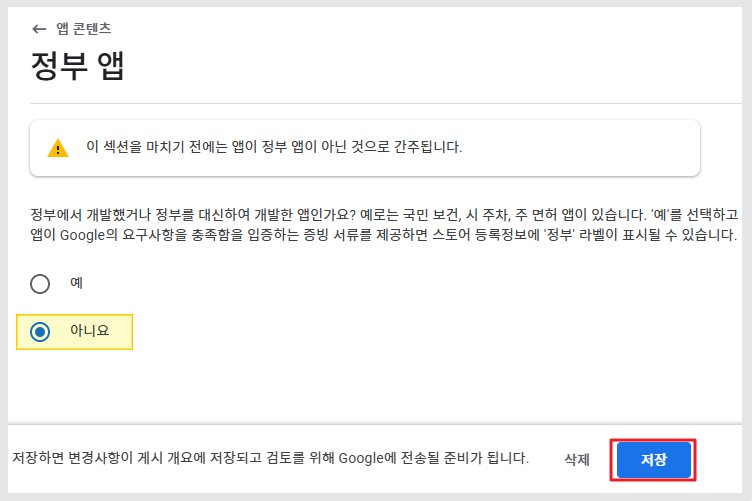 ← 앱 콘텐츠
정부 앱
이 섹션을 마치기 전에는 앱이 정부 앱이 아닌 것으로 간주됩니다.
정부에서 개발했거나 정부를 대신하여 개발한 앱인가요? 예로는 국민 보건, 시 주차, 주 면허 앱이 있습니다. '예'를 선택하고
앱이 Google의 요구사항을 충족함을 입증하는 증빙 서류를 제공하면 스토어 등록정보에 '정부' 라벨이 표시될 수 있습니다.
예
아니요
저장하면 변경사항이 게시 개요에 저장되고 검토를 위해 Google에 전송될 준비가 됩니다. 삭제 저장